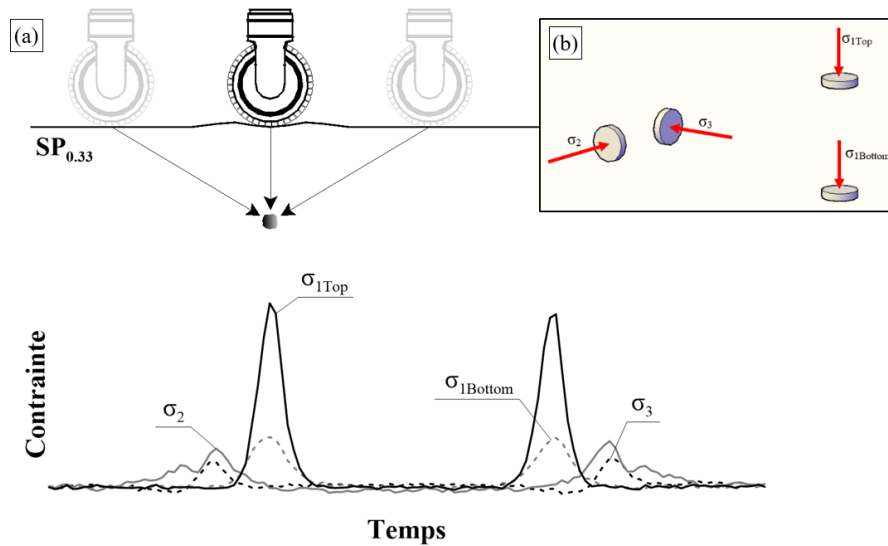 (a)
(b)
σ1Top
σ3
σ2
σ1Bottom
SP0.33
σ1Top
σ1Bottom
σ2
σ3
Contrainte
Temps